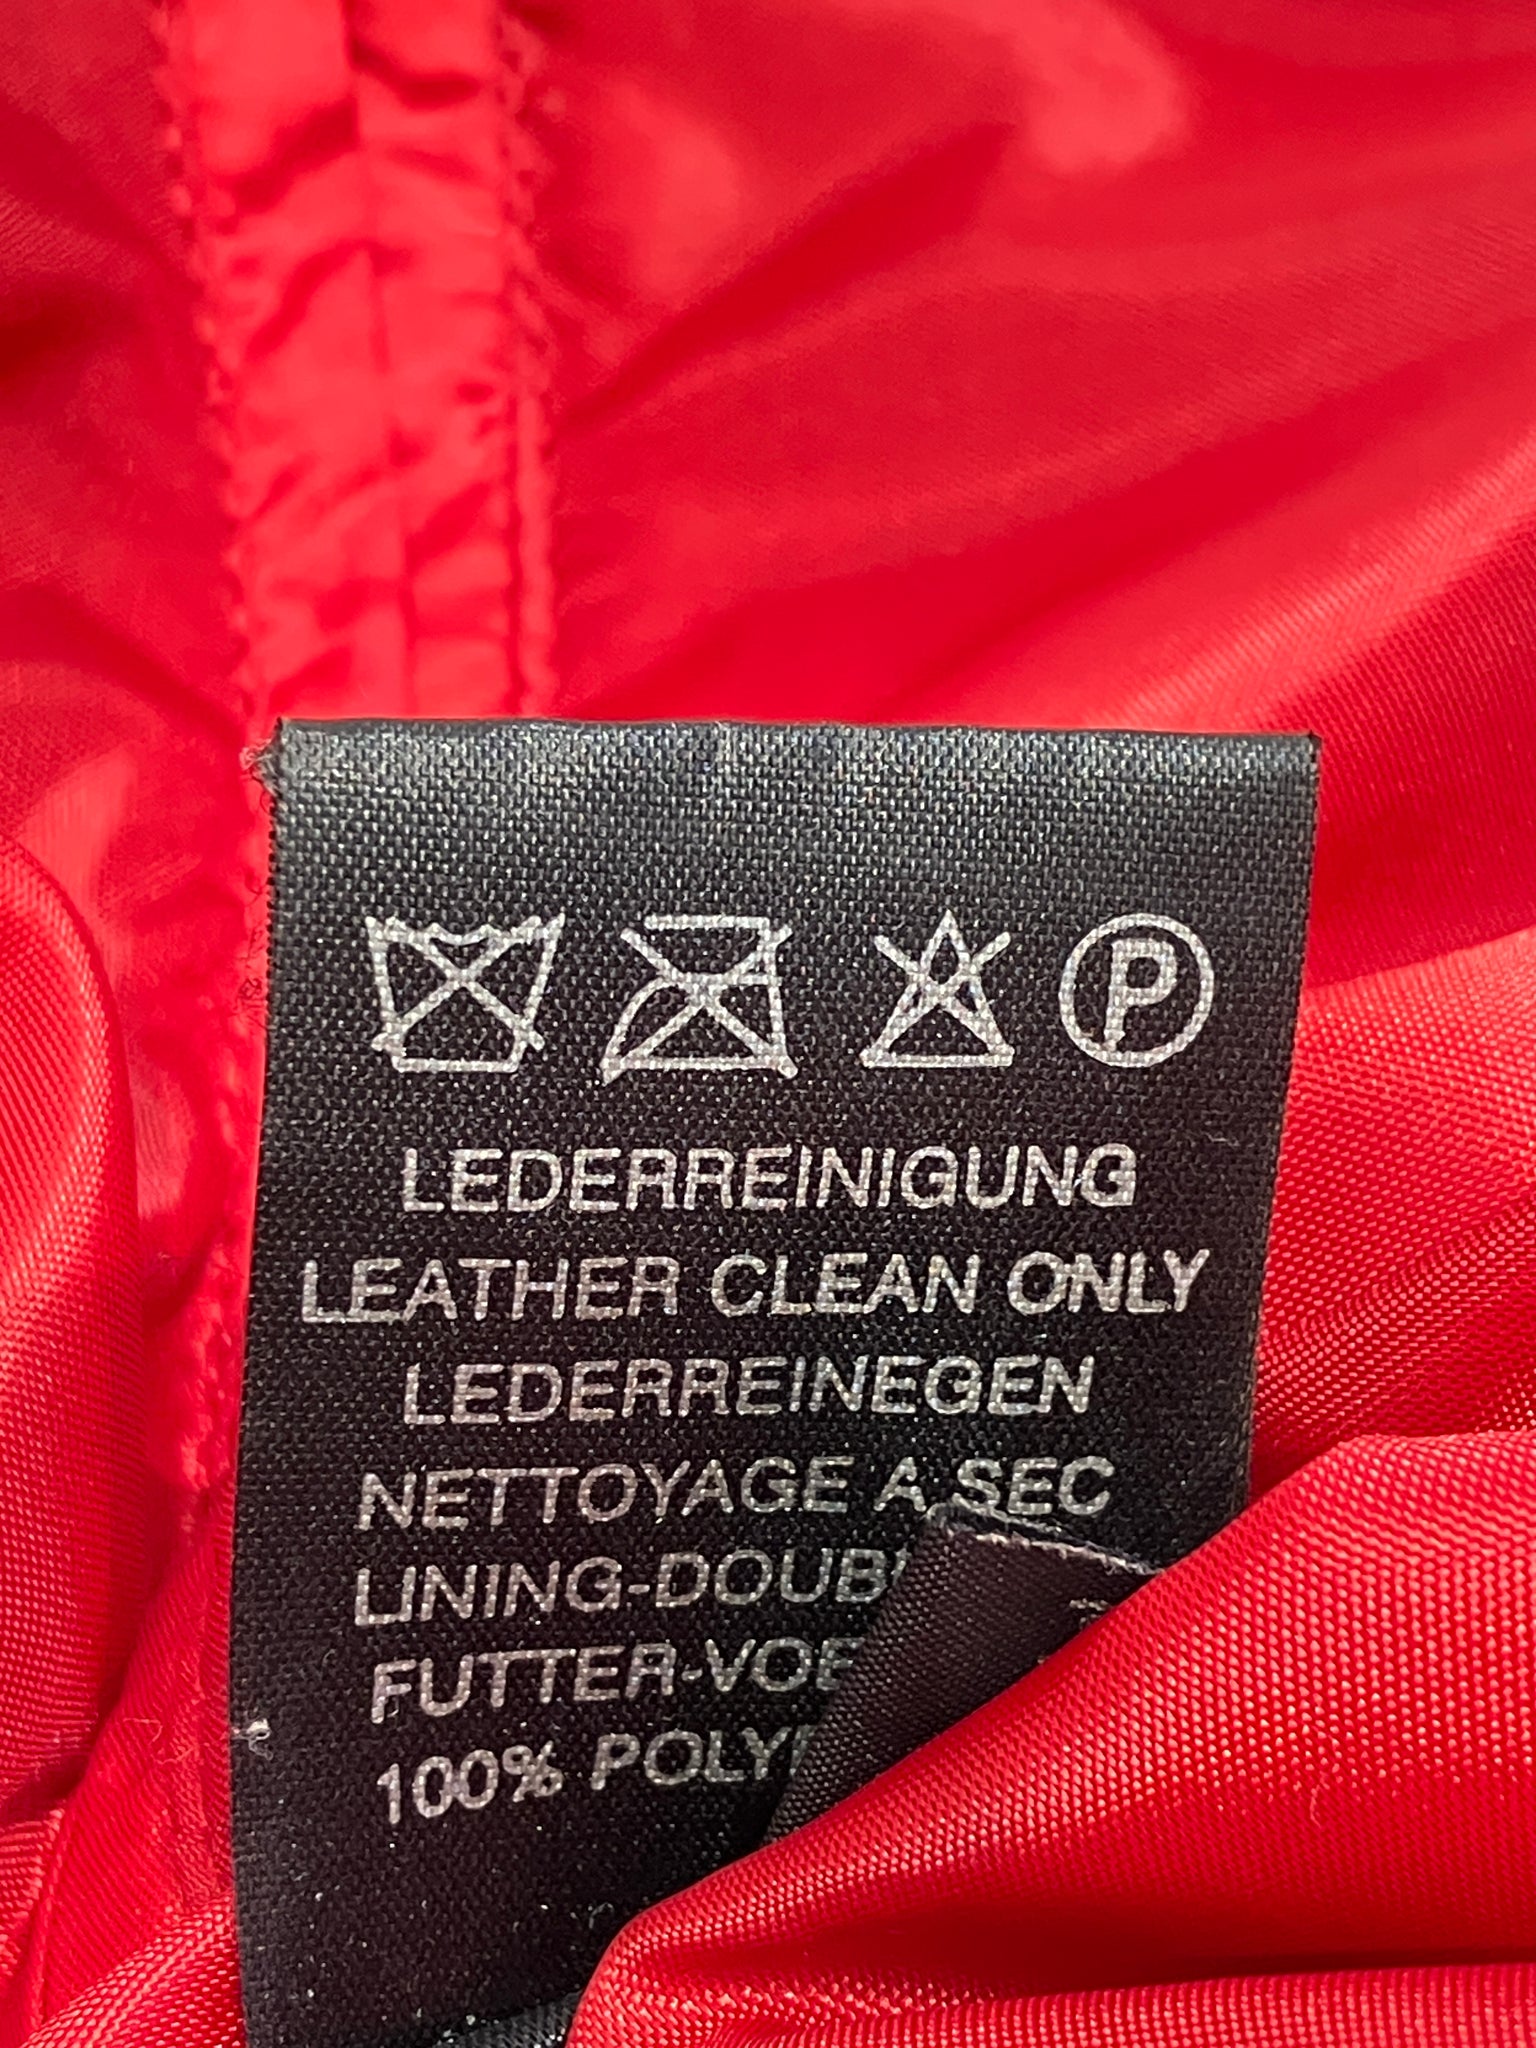 P
LEDERREINIGUNG
LEATHER CLEAN ONLY
LEDERREINEGEN
NETTOYAGE A SEC
LINING-DOUB
FUTTER-VOE
100% POLY